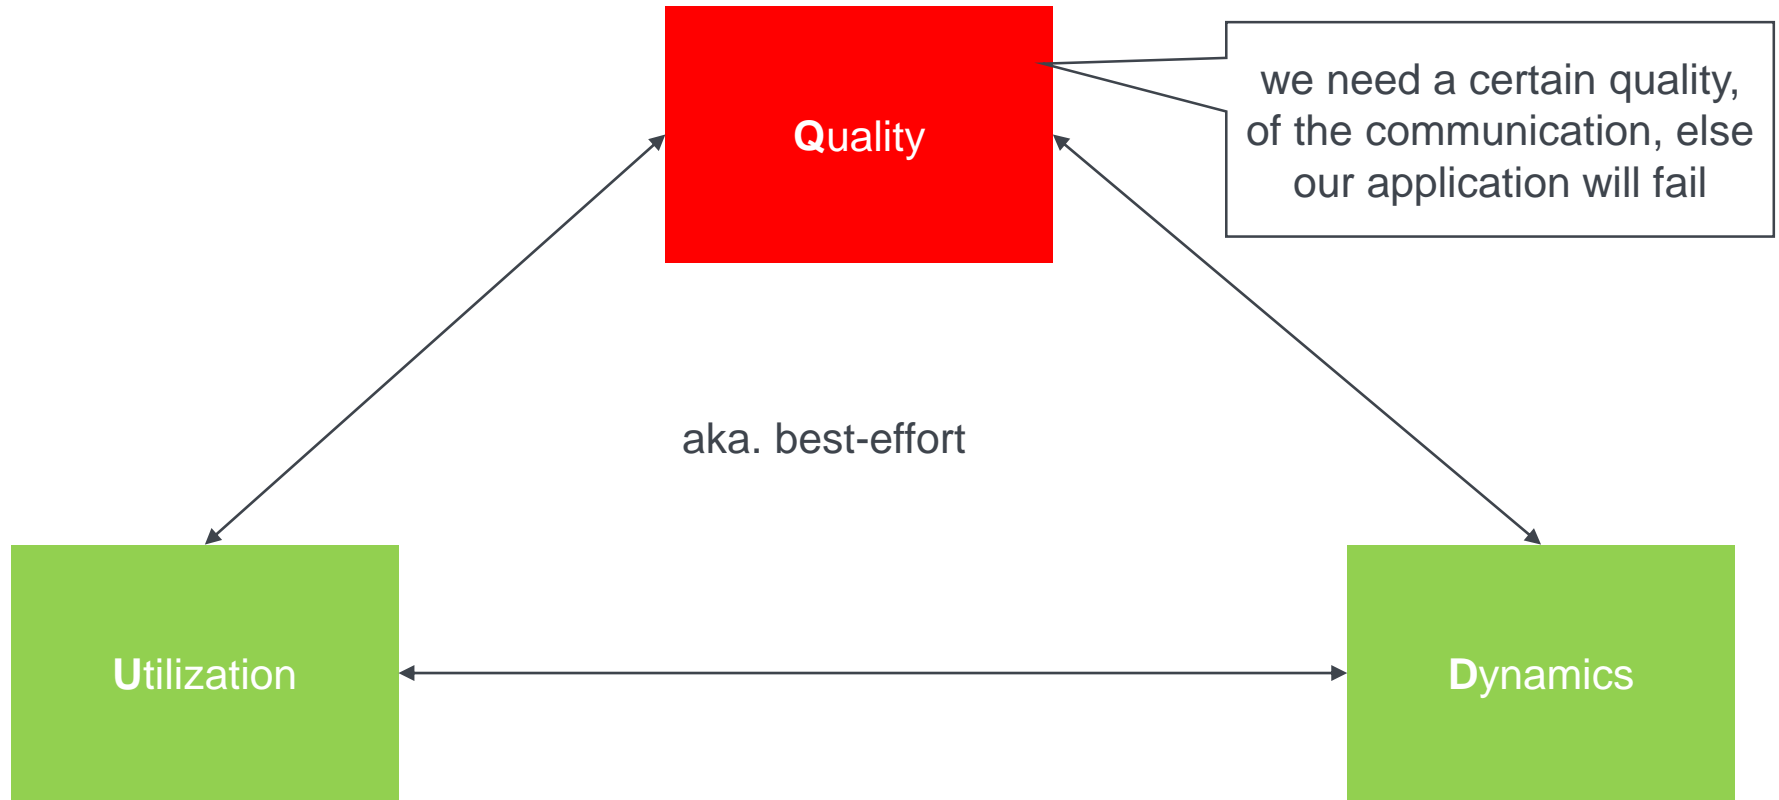 Quality
we need a certain quality,
of the communication, else
our application will fail
aka. best-effort
Utilization
Dynamics